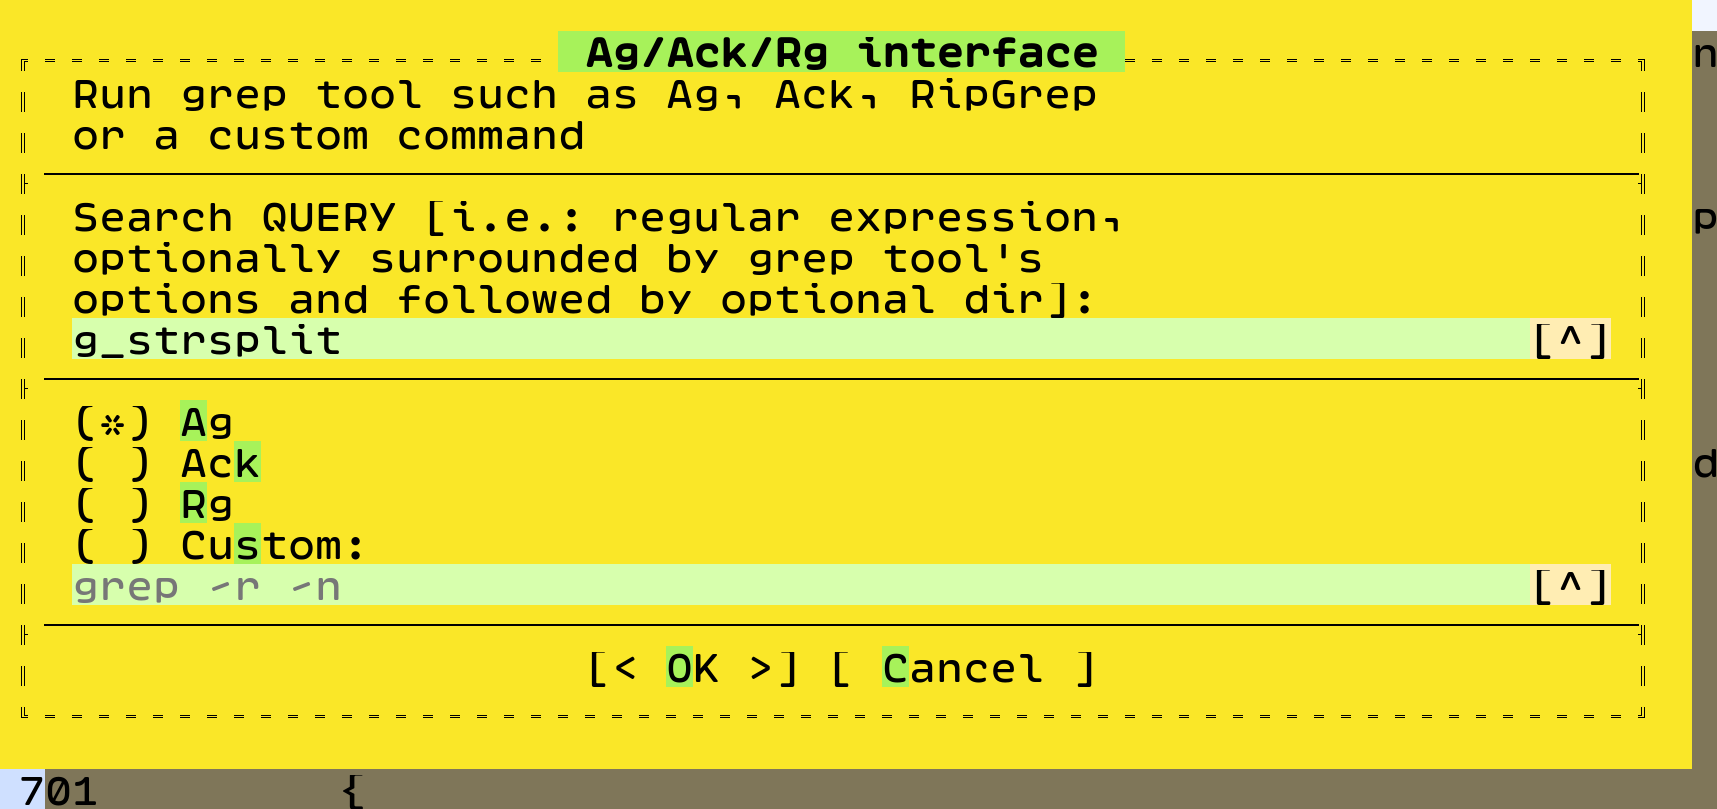 Ag/Ack/Rg interface
n
Run grep tool such as Ag, Ack, RipGrep
or a custom command
Search QUERY [i.e.: regular expression,
p
optionally surrounded by grep tool's
options and followed by optional dir]:
g_strsplit [^]
(*) Ag
( ) Ack
d
( ) Rg
( ) Custom:
grep -r -n [^]
[< OK >] [ Cancel ]
701 {